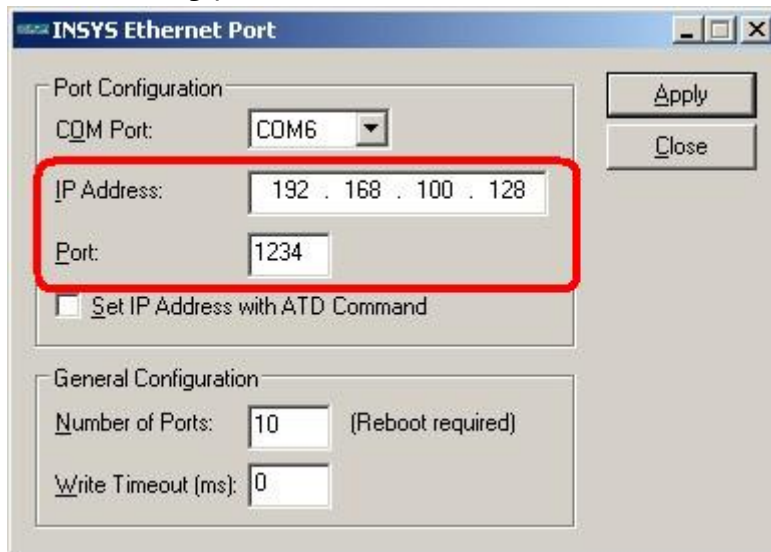 INSYS Ethernet Port
Port Configuration
COM Port: COM6
Apply
Close
IP Address: 192 . 168 . 100 . 128
Port: 1234
Set IP Address with ATD Command
General Configuration
Number of Ports: 10 (Reboot required)
Write Timeout (ms): 0